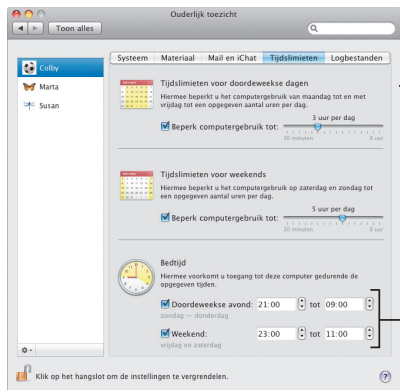 Ouderlijk toezicht
Toon alles
Systeem Materiaal Mail en iChat Tijdslimieten Logbestanden
Colby
Marta
Susan
Tijdslimieten voor doordeweekse dagen
Hiermee beperkt u het computergebruik van maandag tot en met
vrijdag tot een opgegeven aantal uren per dag.
3 uur per dag
Beperk computergebruik tot:
30 minuten 8 uur
Tijdslimieten voor weekends
Hiermee beperkt u het computergebruik op zaterdag en zondag tot
een opgegeven aantal uren per dag.
5 uur per dag
Beperk computergebruik tot:
30 minuten 8 uur
Bedtijd
Hiermee voorkomt u toegang tot deze computer gedurende de
opgegeven tijden.
Doordeweekse avond: 21:00 tot 09:00
zondag — donderdag
Weekend: 23:00 tot 11:00
vrijdag en zaterdag
Klik op het hangslot om de instellingen te vergrendelen. ?